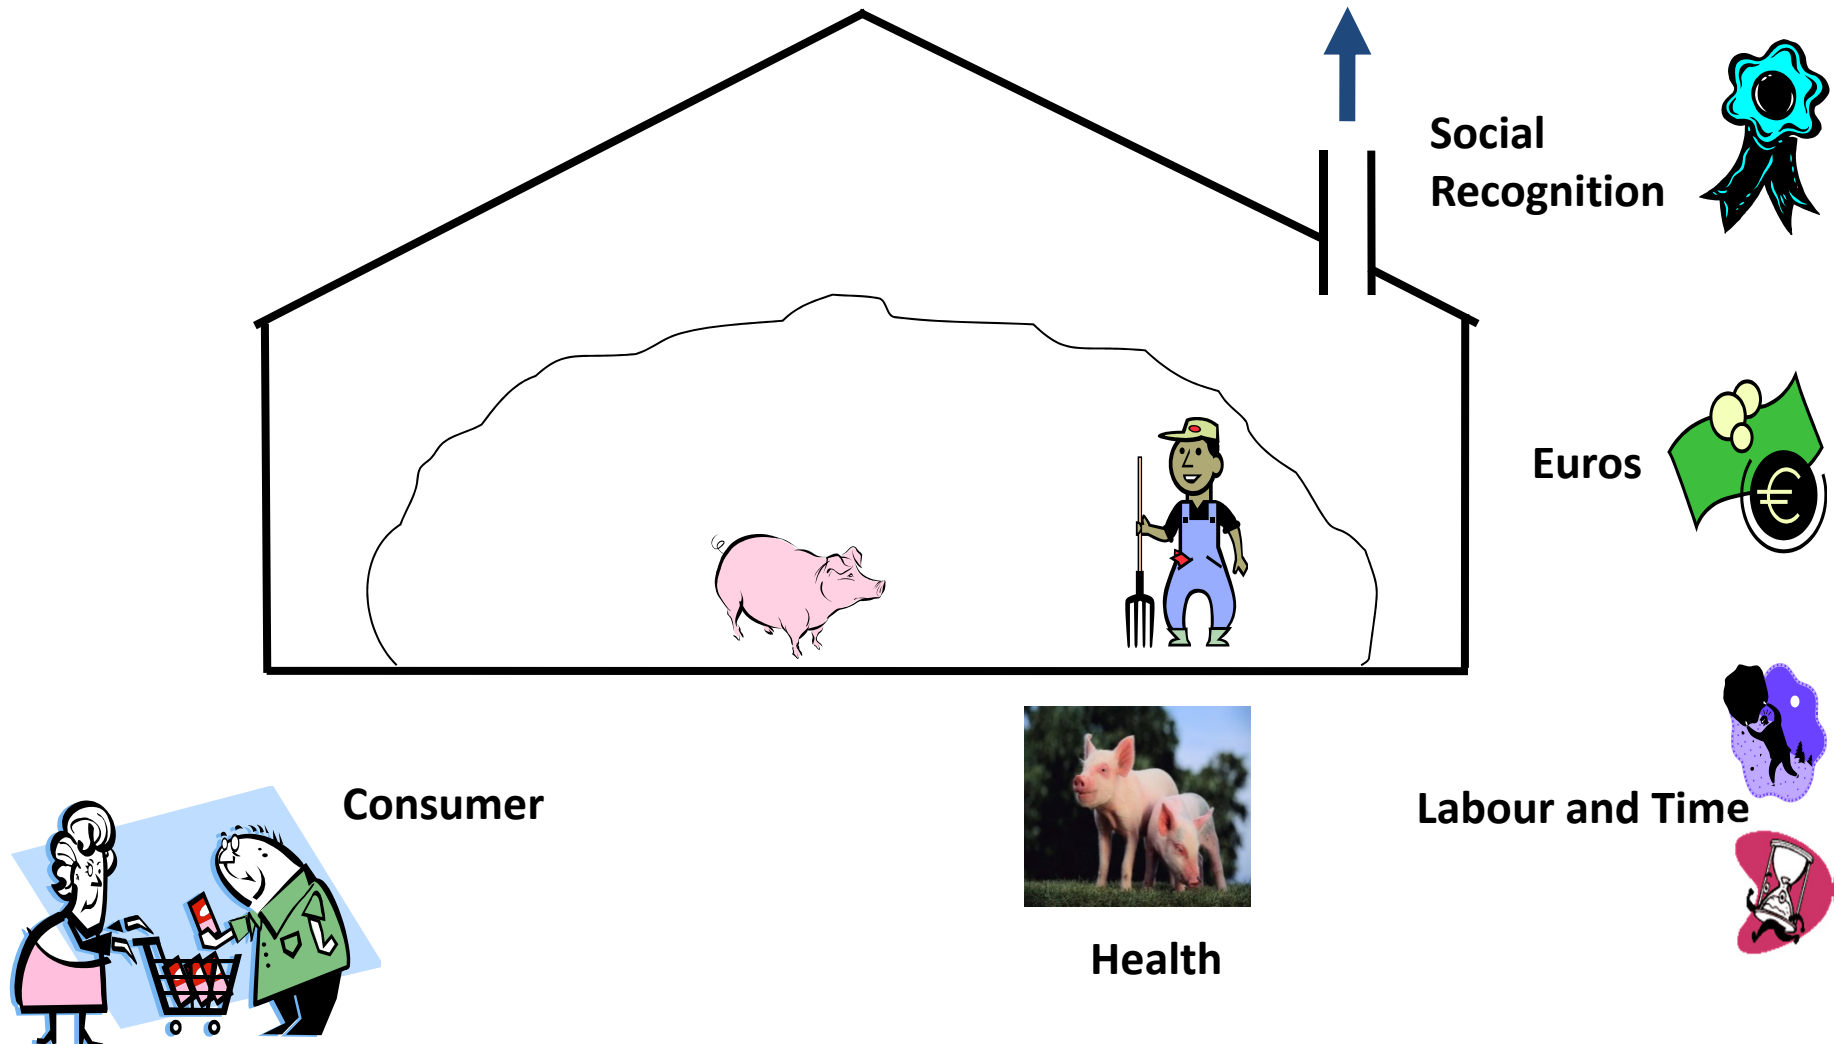 Social
Recognition
Euros
Consumer
Labour and Time
Health